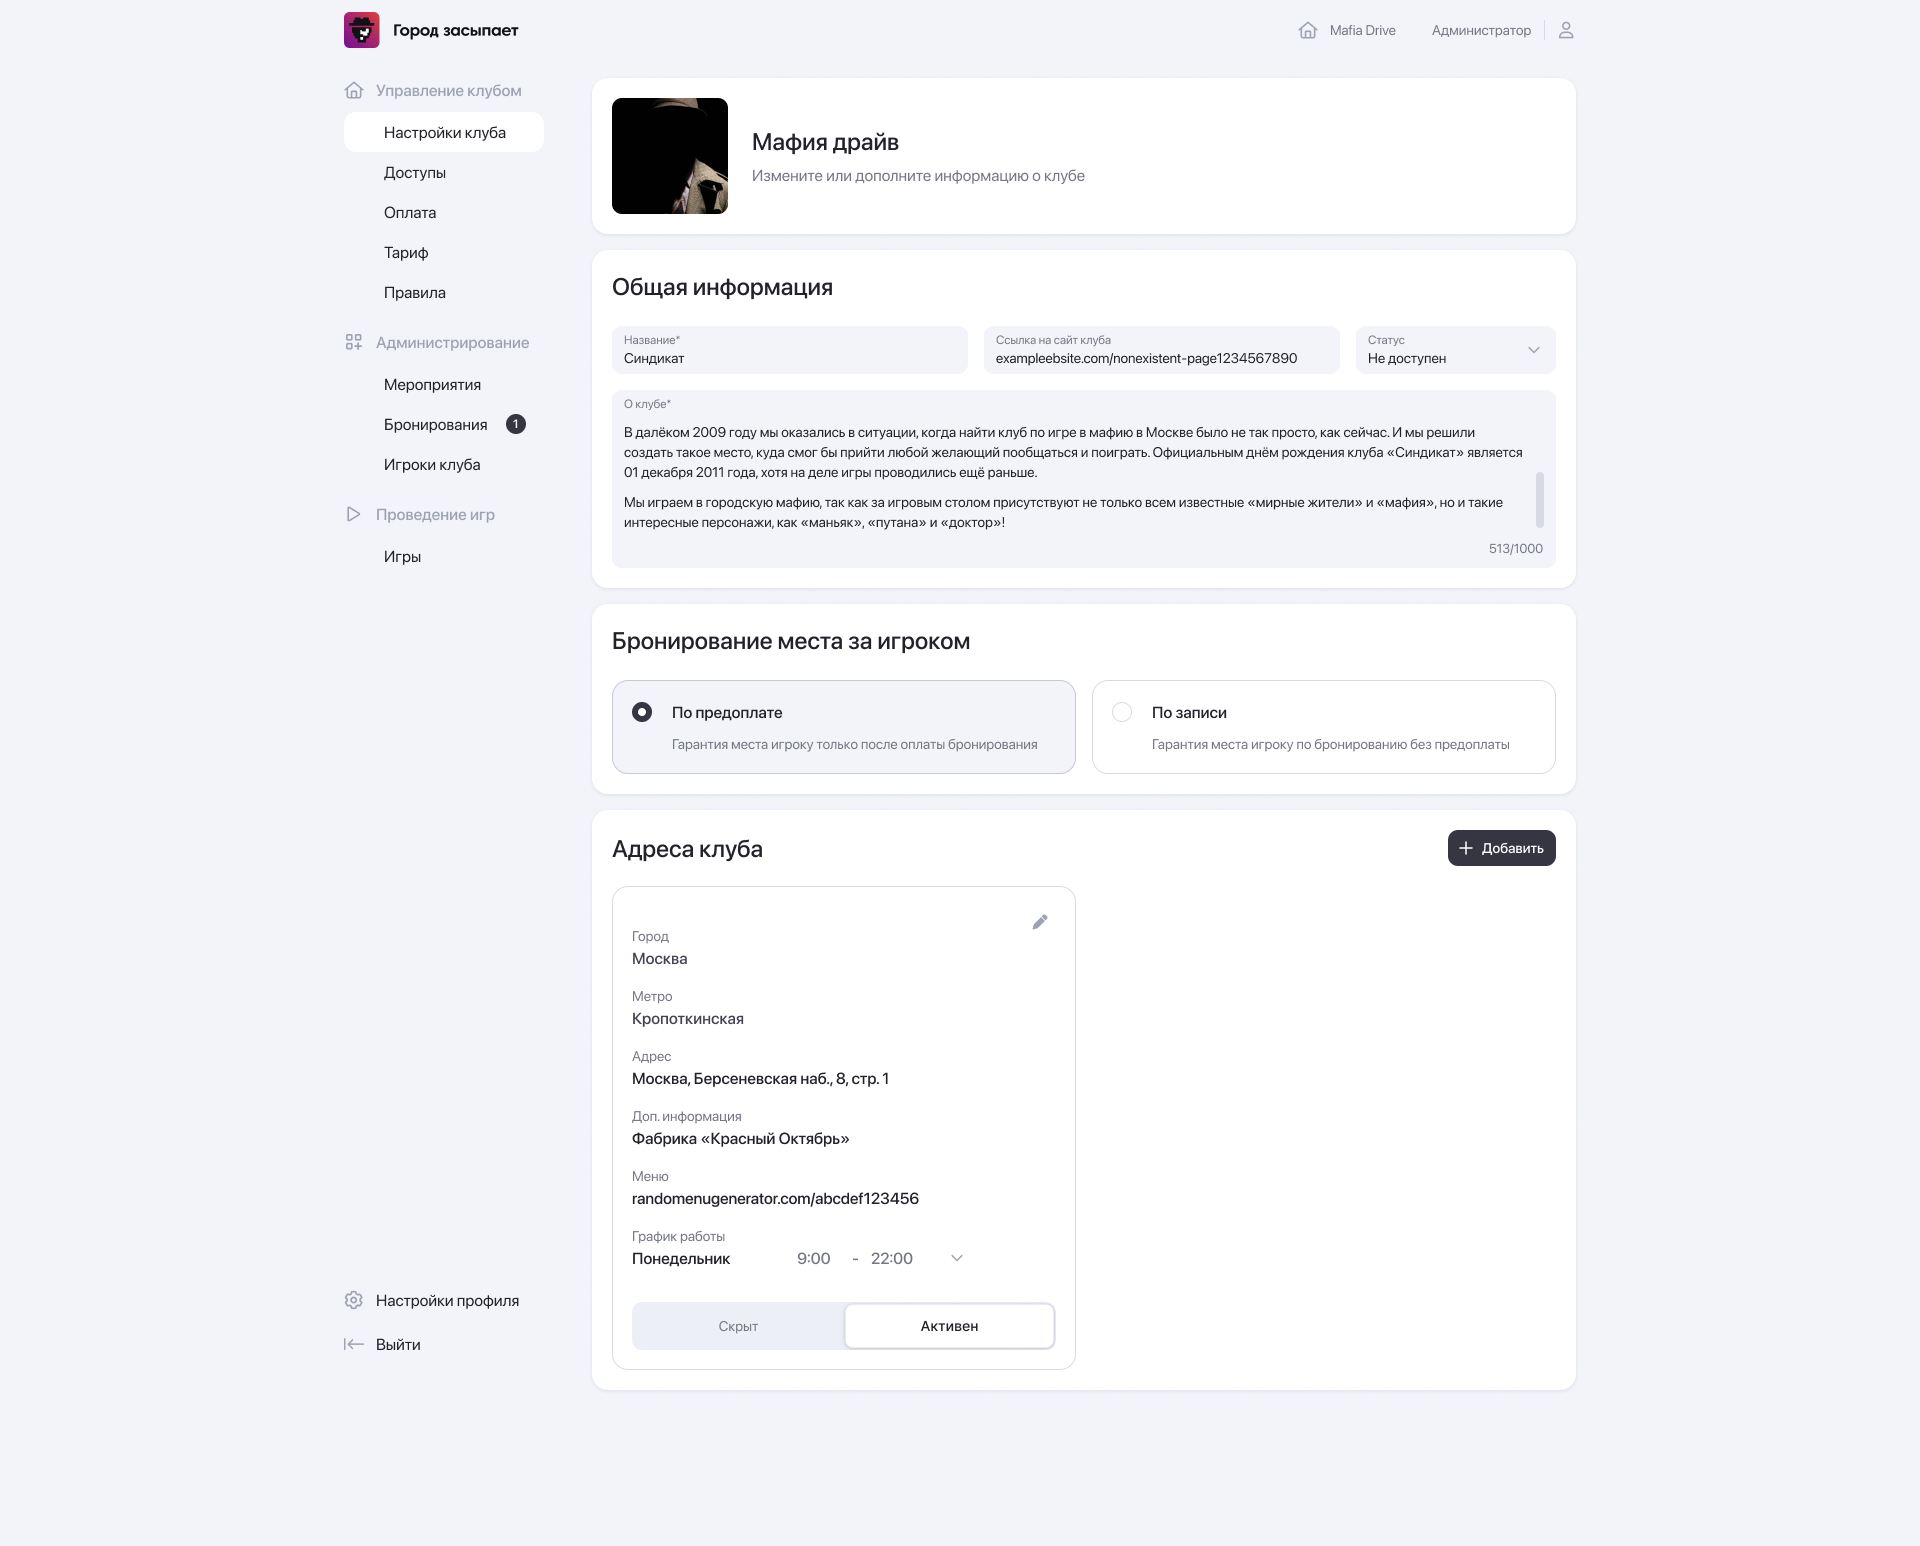 Город засыпает
Mafia Drive
Администратор
Управление клубом
Настройки клуба
Доступы
Оплата
Тариф
Правила
Администрирование
Мероприятия
Бронирования 1
Игроки клуба
Проведение игр
Игры
Настройки профиля
Выйти
Мафия драйв
Измените или дополните информацию о клубе
Общая информация
Название*
Синдикат
Ссылка на сайт клуба
exampleebsite.com/nonexistent-page1234567890
Статус
Не доступен
О клубе*
В далёком 2009 году мы оказались в ситуации, когда найти клуб по игре в мафию в Москве было не так просто, как сейчас. И мы решили
создать такое место, куда смог бы прийти любой желающий пообщаться и поиграть. Официальным днём рождения клуба «Синдикат» является
01 декабря 2011 года, хотя на деле игры проводились ещё раньше.
Мы играем в городскую мафию, так как за игровым столом присутствуют не только всем известные «мирные жители» и «мафия», но и такие
интересные персонажи, как «маньяк», «путана» и «доктор»!
513/1000
Бронирование места за игроком
По предоплате
Гарантия места игроку только после оплаты бронирования
По записи
Гарантия места игроку по бронированию без предоплаты
Адреса клуба
Добавить
Город
Москва
Метро
Кропоткинская
Адрес
Москва, Берсеневская наб., 8, стр. 1
Доп. информация
Фабрика «Красный Октябрь»
Меню
randomenugenerator.com/abcdef123456
График работы
Понедельник 9:00 - 22:00
Скрыт
Активен